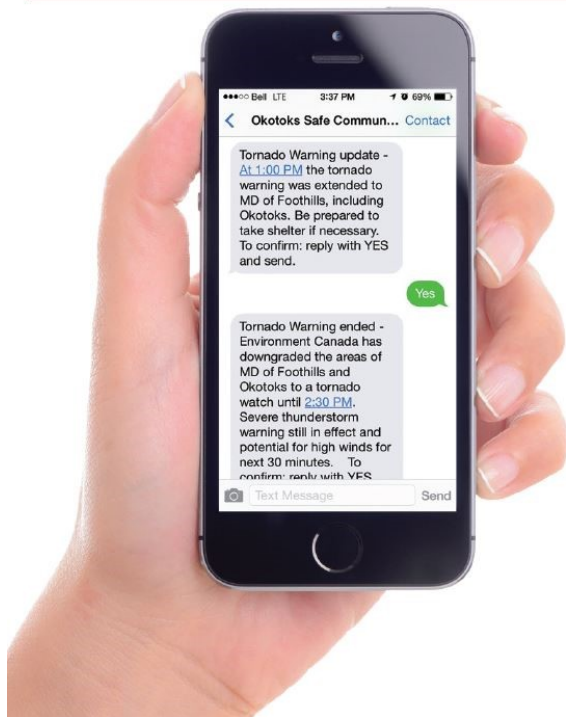 Bell LTE 3:37 PM 69%
Okotoks Safe Commun... Contact
Tornado Warning update -
At 1:00 PM the tornado
warning was extended to
MD of Foothills, including
Okotoks. Be prepared to
take shelter if necessary.
To confirm: reply with YES
and send.
Yes
Tornado Warning ended -
Environment Canada has
downgraded the areas of
MD of Foothills and
Okotoks to a tornado
watch until 2:30 PM.
Severe thunderstorm
warning still in effect and
potential for high winds for
next 30 minutes. To
confirm: reply with YES
Text Message Send